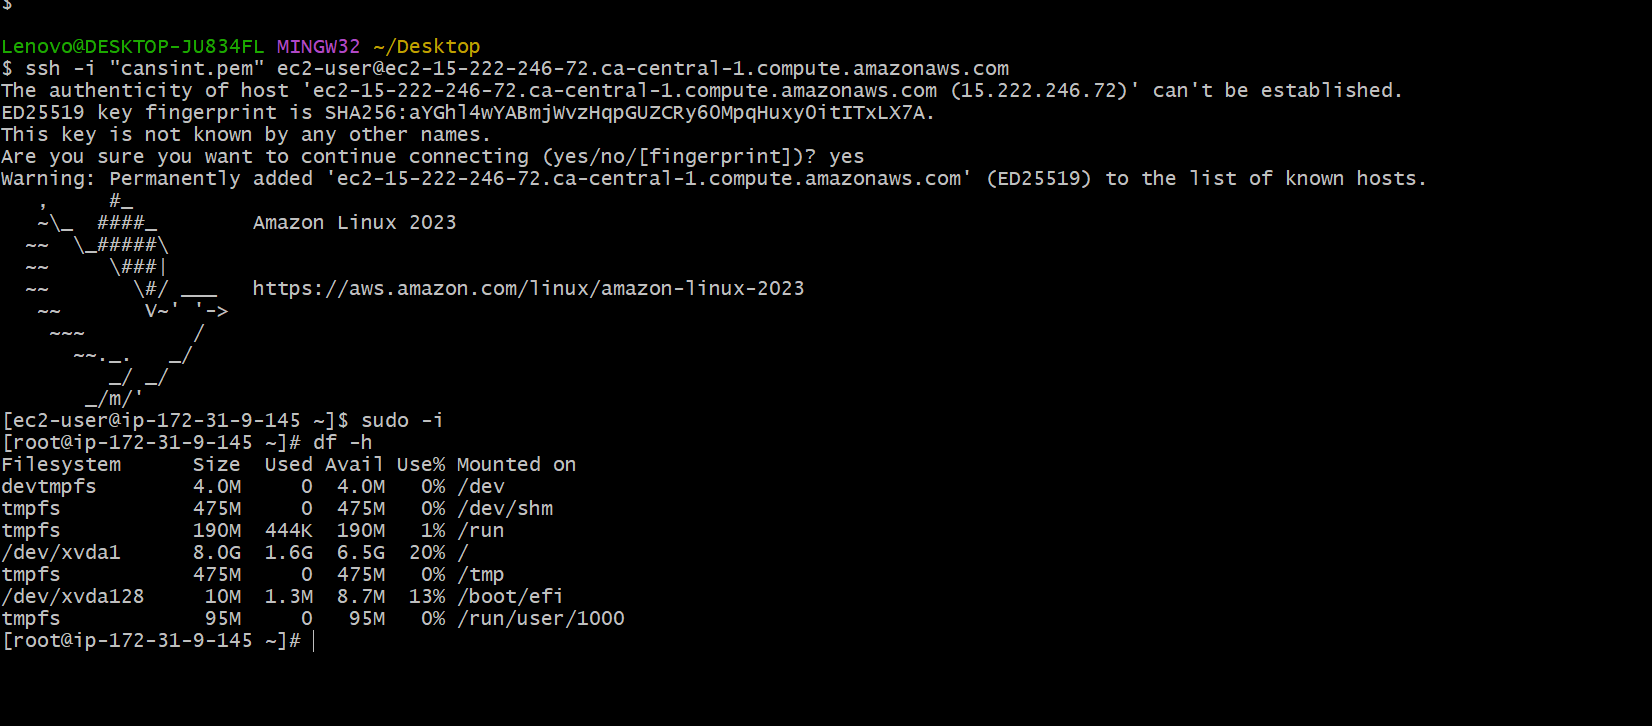 $
Lenovo@DESKTOP-JU834FL MINGW32 ~/Desktop
$ ssh -i "cansint.pem" ec2-user@ec2-15-222-246-72.ca-central-1.compute.amazonaws.com
The authenticity of host 'ec2-15-222-246-72.ca-central-1.compute.amazonaws.com (15.222.246.72)' can't be established.
ED25519 key fingerprint is SHA256:aYGhl4wYABmjWvzHqpGUZCRy6OMpqHuxyOitITxLX7A.
This key is not known by any other names.
Are you sure you want to continue connecting (yes/no/[fingerprint])? yes
Warning: Permanently added 'ec2-15-222-246-72.ca-central-1.compute.amazonaws.com' (ED25519) to the list of known hosts.
   ,     #_
   ~\_  ####_        Amazon Linux 2023
  ~~  \_#####\
  ~~     \###|
  ~~       \#/ ___   https://aws.amazon.com/linux/amazon-linux-2023
   ~~       V~' '->
    ~~~         /
      ~~._.   _/
         _/ _/
       _/m/'
[ec2-user@ip-172-31-9-145 ~]$ sudo -i
[root@ip-172-31-9-145 ~]# df -h
Filesystem      Size  Used Avail Use% Mounted on
devtmpfs        4.0M     0  4.0M   0% /dev
tmpfs           475M     0  475M   0% /dev/shm
tmpfs           190M  444K  190M   1% /run
/dev/xvda1      8.0G  1.6G  6.5G  20% /
tmpfs           475M     0  475M   0% /tmp
/dev/xvda128     10M  1.3M  8.7M  13% /boot/efi
tmpfs            95M     0   95M   0% /run/user/1000
[root@ip-172-31-9-145 ~]#